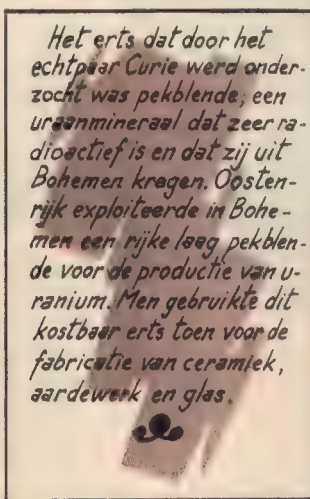 Het erts dat door het
echtpaar Curie werd onder-
zocht was pekblende, een
uraanmineraal dat zeer ra-
dioactief is en dat zij uit
Bohemen kregen. Oosten-
rijk exploiteerde in Bohe-
men een rijke laag pekblen-
de voor de productie van u-
ranium. Men gebruikte dit
kostbaar erts toen voor de
fabricatie van ceramiek,
aardewerk en glas.